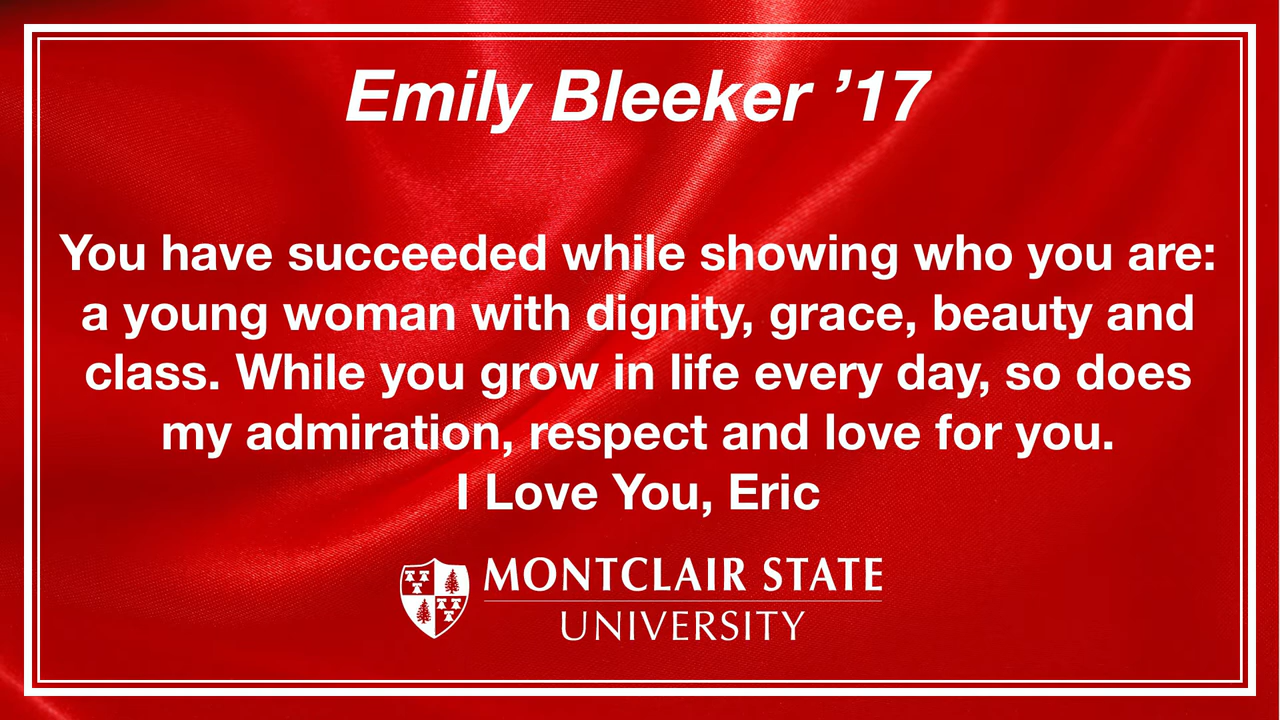 Emily Bleeker ’17
You have succeeded while showing who you are:
a young woman with dignity, grace, beauty and
class. While you grow in life every day, so does
my admiration, respect and love for you.
I Love You, Eric
MONTCLAIR STATE
UNIVERSITY